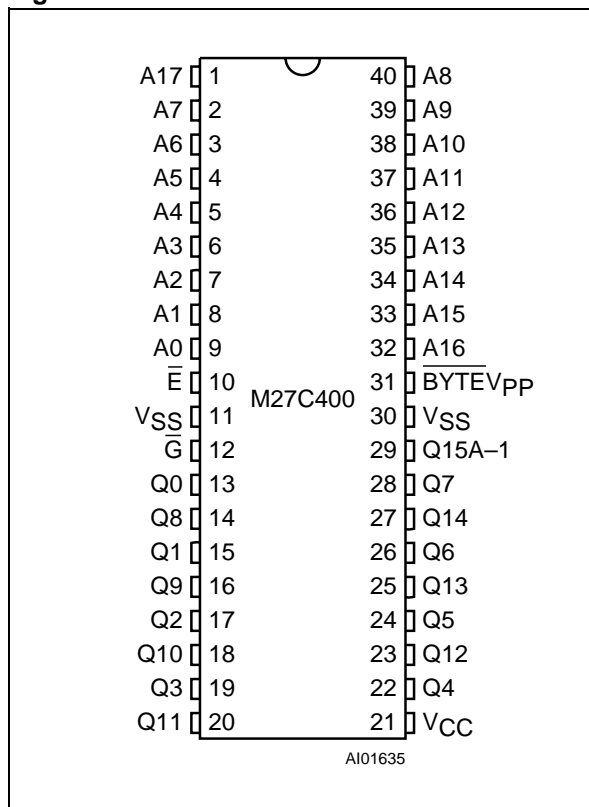 A17 1 40 A8
A7 2 39 A9
A6 3 38 A10
A5 4 37 A11
A4 5 36 A12
A3 6 35 A13
A2 7 34 A14
A1 8 33 A15
A0 9 32 A16
E̅ 10 31 B̅Y̅T̅E̅VPP
M27C400
VSS 11 30 VSS
G̅ 12 29 Q15A–1
Q0 13 28 Q7
Q8 14 27 Q14
Q1 15 26 Q6
Q9 16 25 Q13
Q2 17 24 Q5
Q10 18 23 Q12
Q3 19 22 Q4
Q11 20 21 VCC
AI01635